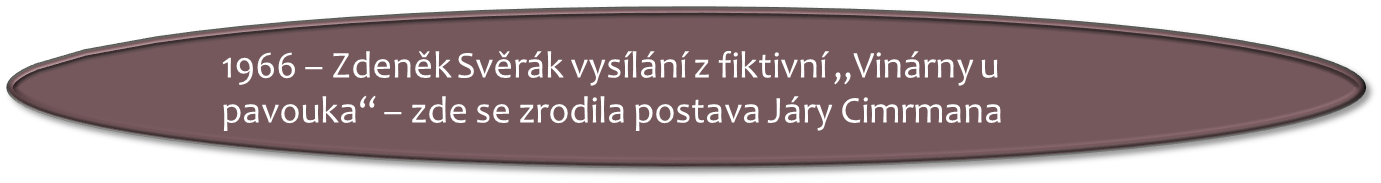 1966 – Zdeněk Svěrák vysílání z fiktivní „Vinárny u
pavouka“ – zde se zrodila postava Járy Cimrmana